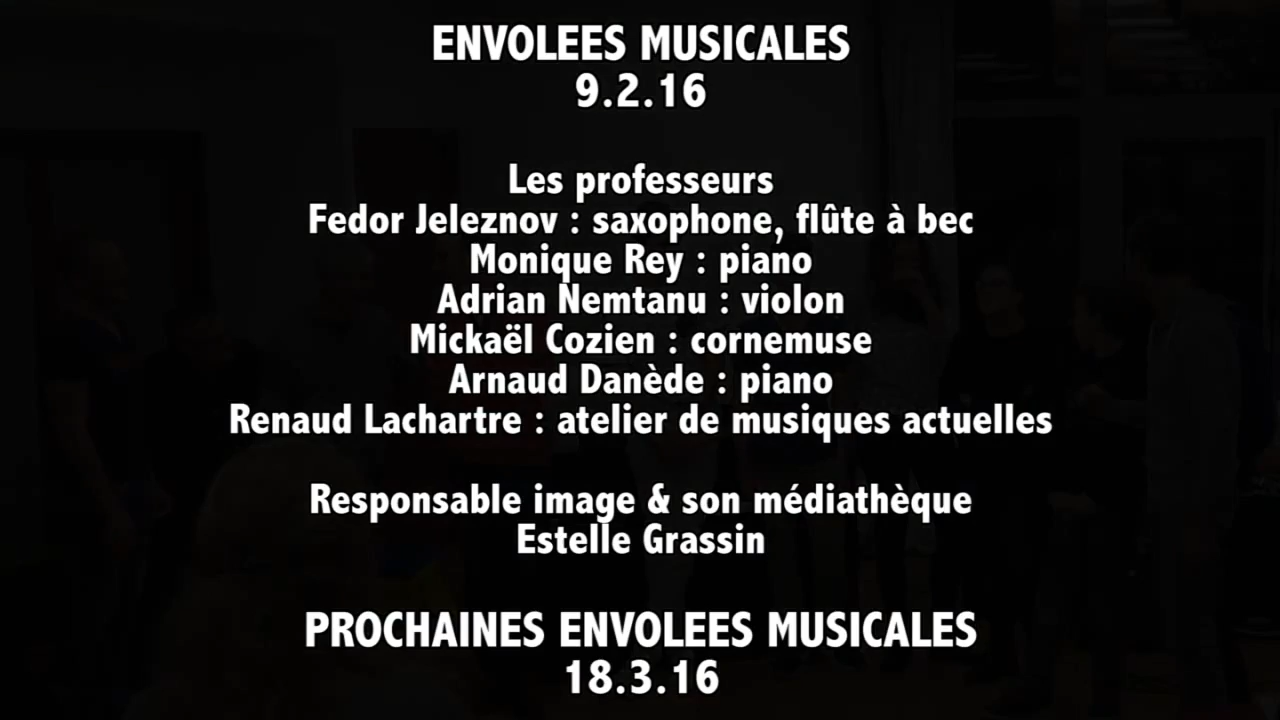 ENVOLEES MUSICALES
9.2.16
Les professeurs
Fedor Jeleznov : saxophone, flûte à bec
Monique Rey : piano
Adrian Nemtanu : violon
Mickaël Cozien : cornemuse
Arnaud Danède : piano
Renaud Lachartre : atelier de musiques actuelles
Responsable image & son médiathèque
Estelle Grassin
PROCHAINES ENVOLEES MUSICALES
18.3.16